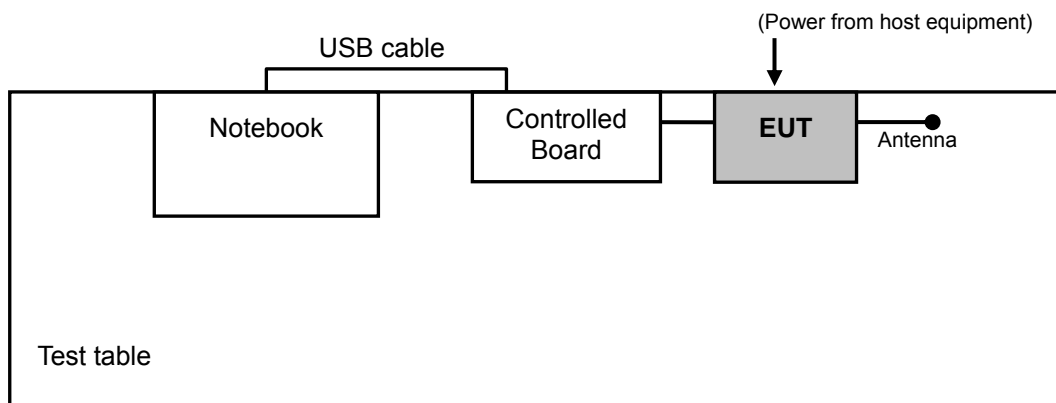 (Power from host equipment)
USB cable
Notebook
Controlled
Board
EUT
Antenna
Test table